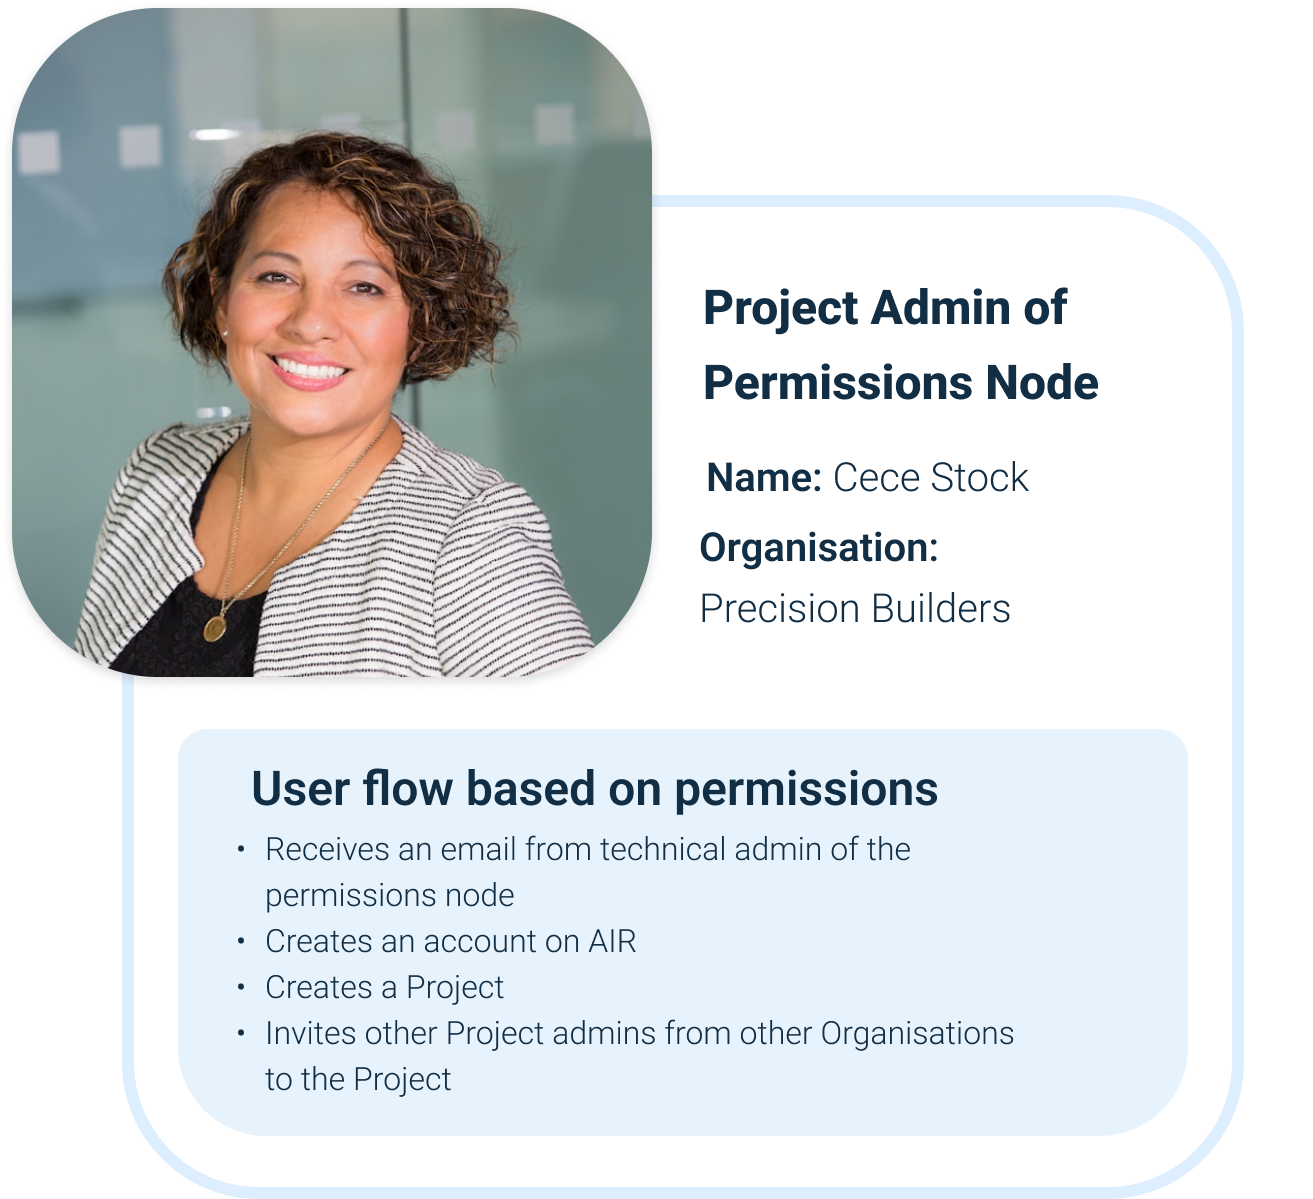 Project Admin of
Permissions Node
Name: Cece Stock
Organisation:
Precision Builders
User flow based on permissions
• Receives an email from technical admin of the
permissions node
• Creates an account on AIR
• Creates a Project
• Invites other Project admins from other Organisations
to the Project